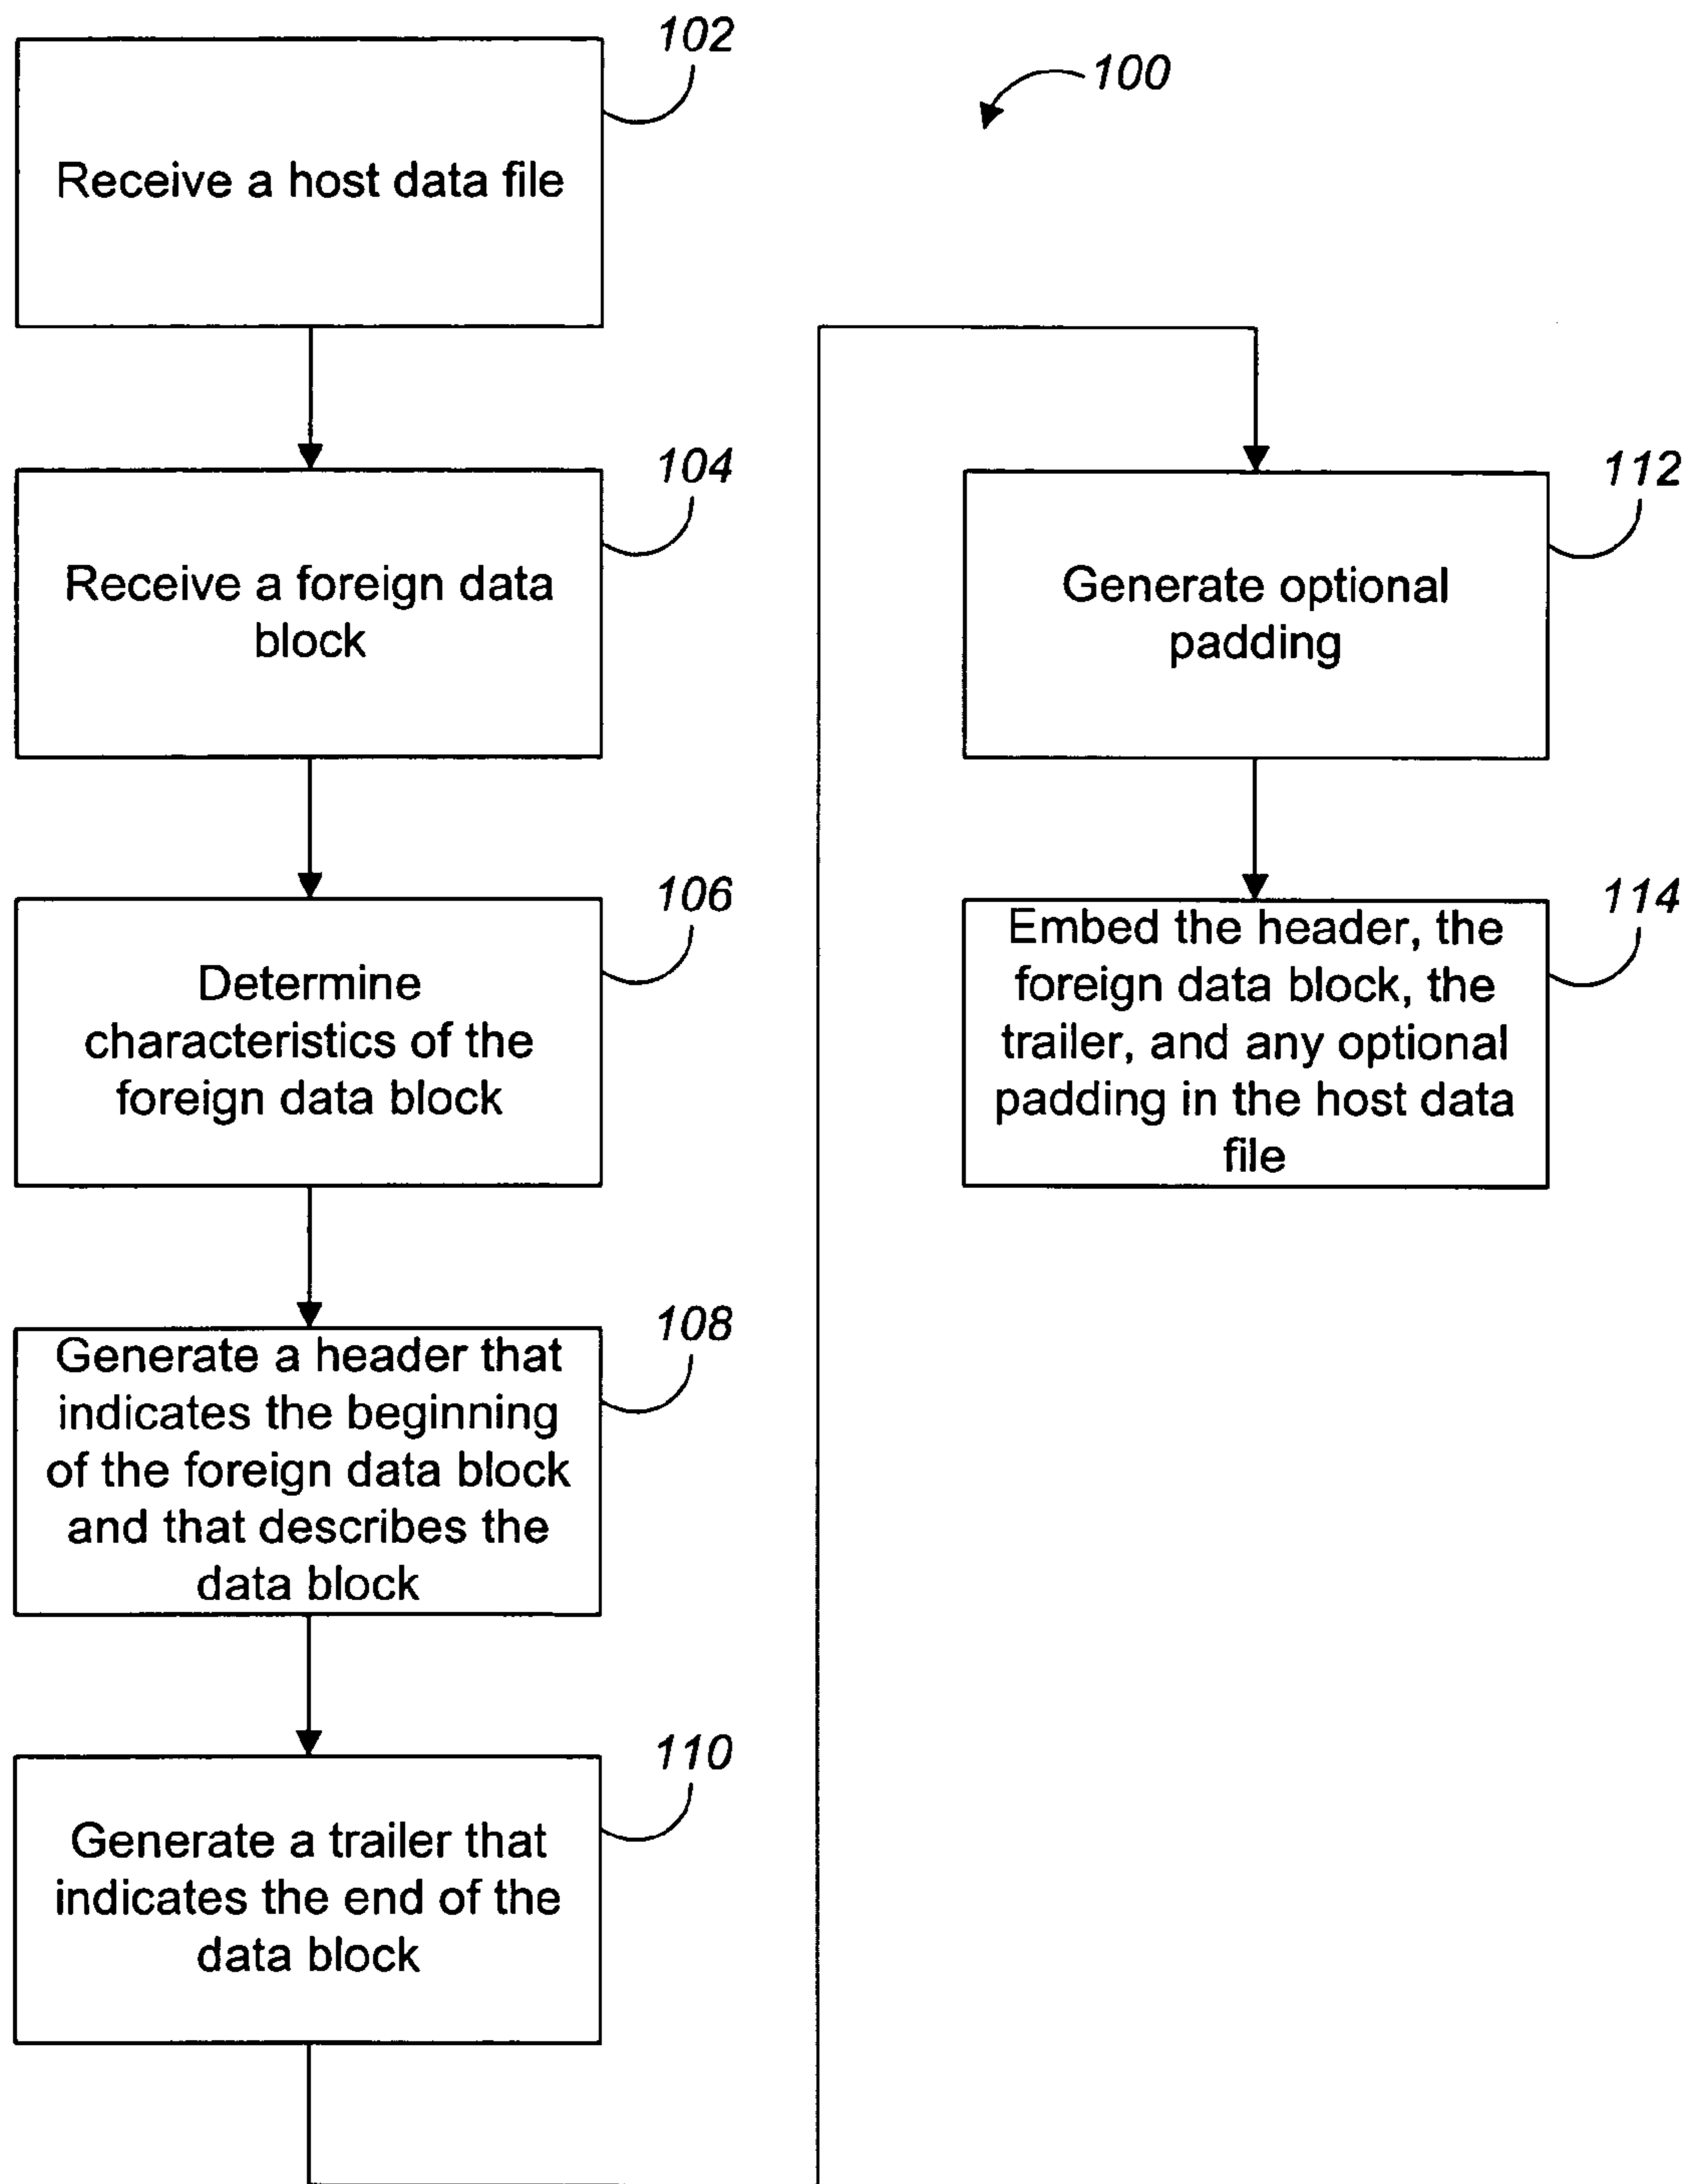 102
100
Receive a host data file
104
Receive a foreign data
block
106
Determine
characteristics of the
foreign data block
108
Generate a header that
indicates the beginning
of the foreign data block
and that describes the
data block
110
Generate a trailer that
indicates the end of the
data block
112
Generate optional
padding
114
Embed the header, the
foreign data block, the
trailer, and any optional
padding in the host data
file